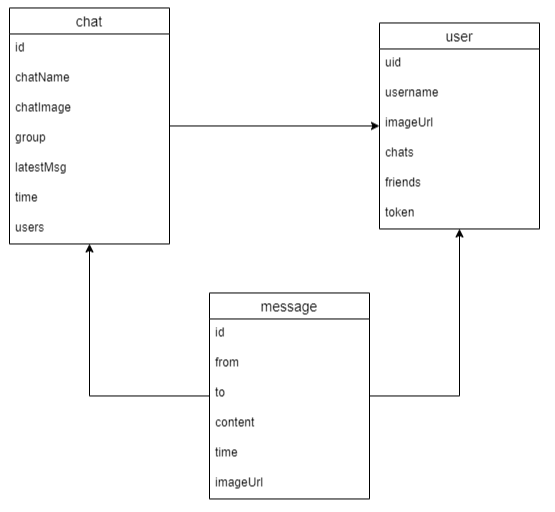 chat
id
chatName
chatImage
group
latestMsg
time
users
user
uid
username
imageUrl
chats
friends
token
message
id
from
to
content
time
imageUrl